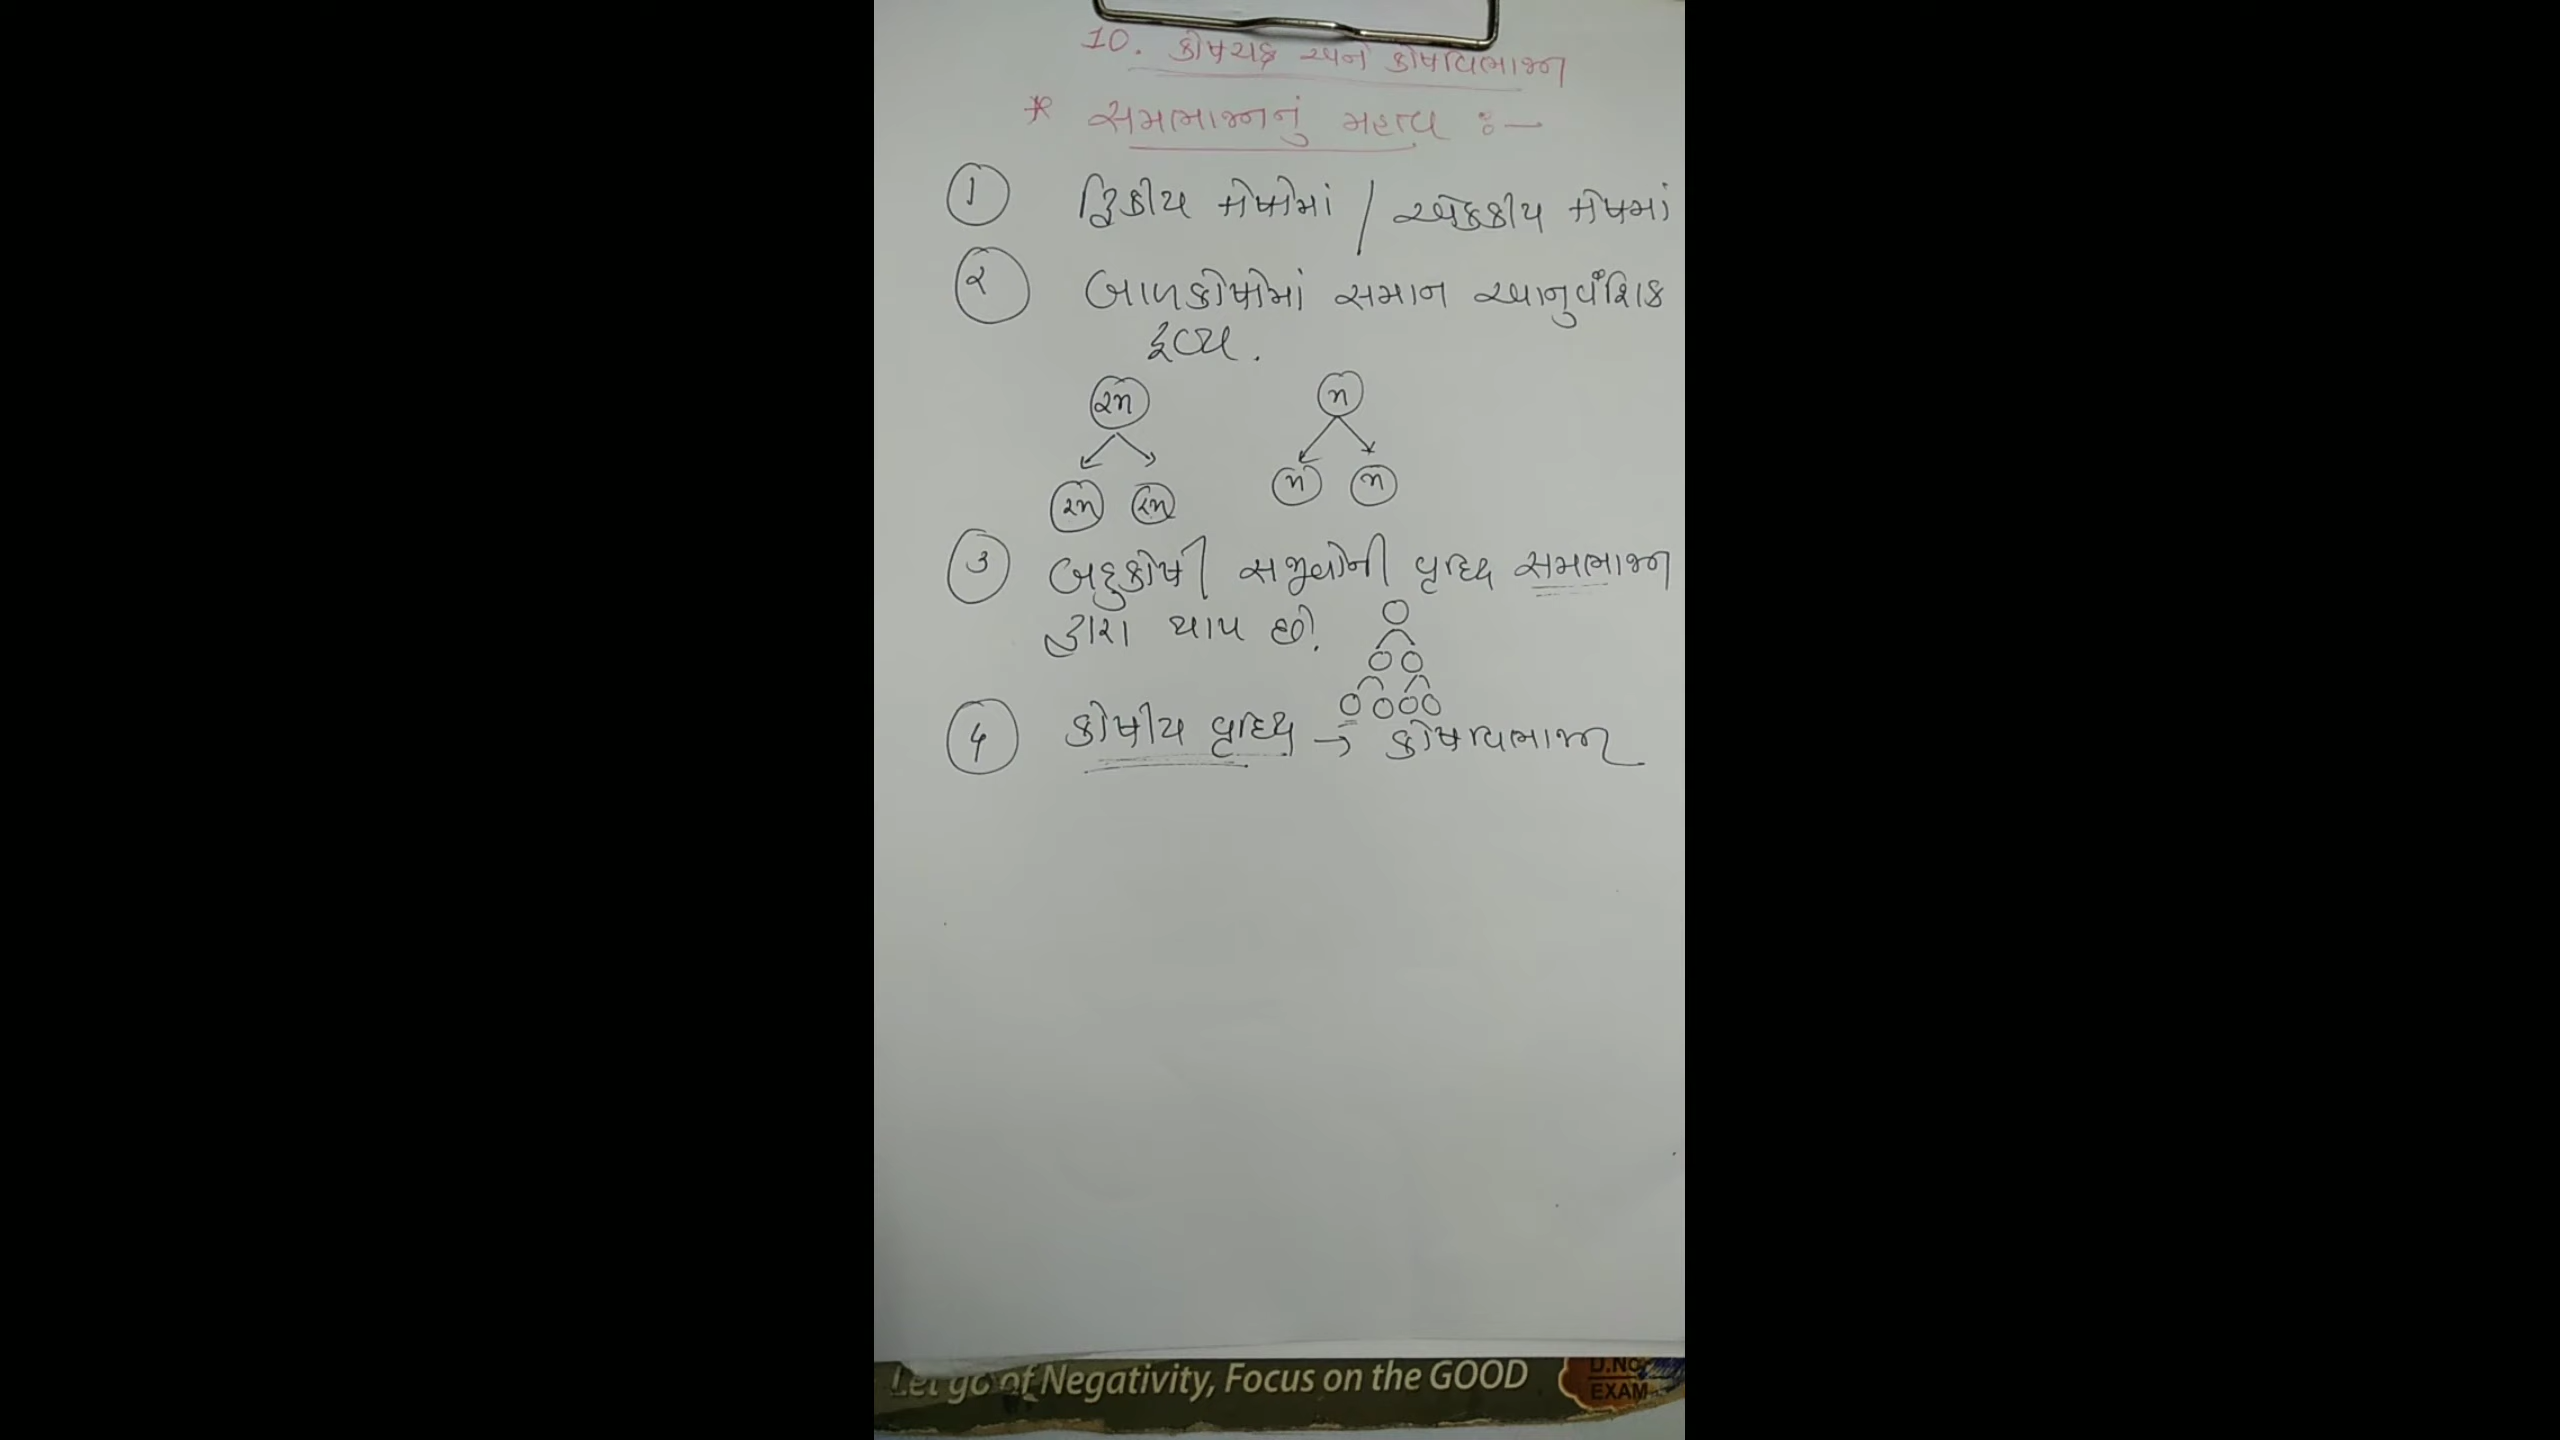 10. કોષચક્ર અને કોષવિભાજન
* સમભાજનનું મહત્વ :-
1 દ્વિકીય કોષોમાં / એકકીય કોષમાં
૨ બાળકોષોમાં સમાન આનુવંશિક
દ્રવ્ય.
2n n
2n 2n n n
3 બહુકોષી સજીવોની વૃધ્ધિ સમભાજન
દ્વારા થાય છે.
4 કોષીય વૃધ્ધિ → કોષવિભાજન
Let go of Negativity, Focus on the GOOD
EXAM